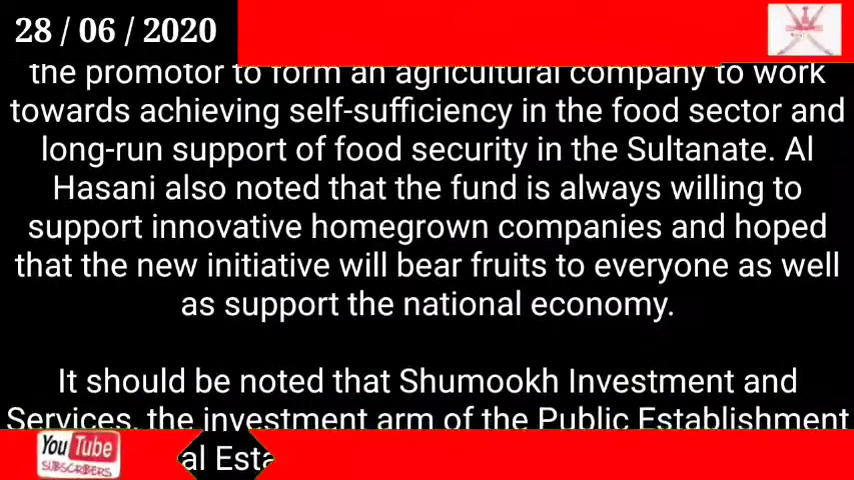 28 / 06 / 2020
the promotor to form an agricultural company to work
towards achieving self-sufficiency in the food sector and
long-run support of food security in the Sultanate. Al
Hasani also noted that the fund is always willing to
support innovative homegrown companies and hoped
that the new initiative will bear fruits to everyone as well
as support the national economy.
It should be noted that Shumookh Investment and
Services, the investment arm of the Public Establishment
al Esta
YouTube
SUBSCRIBERS